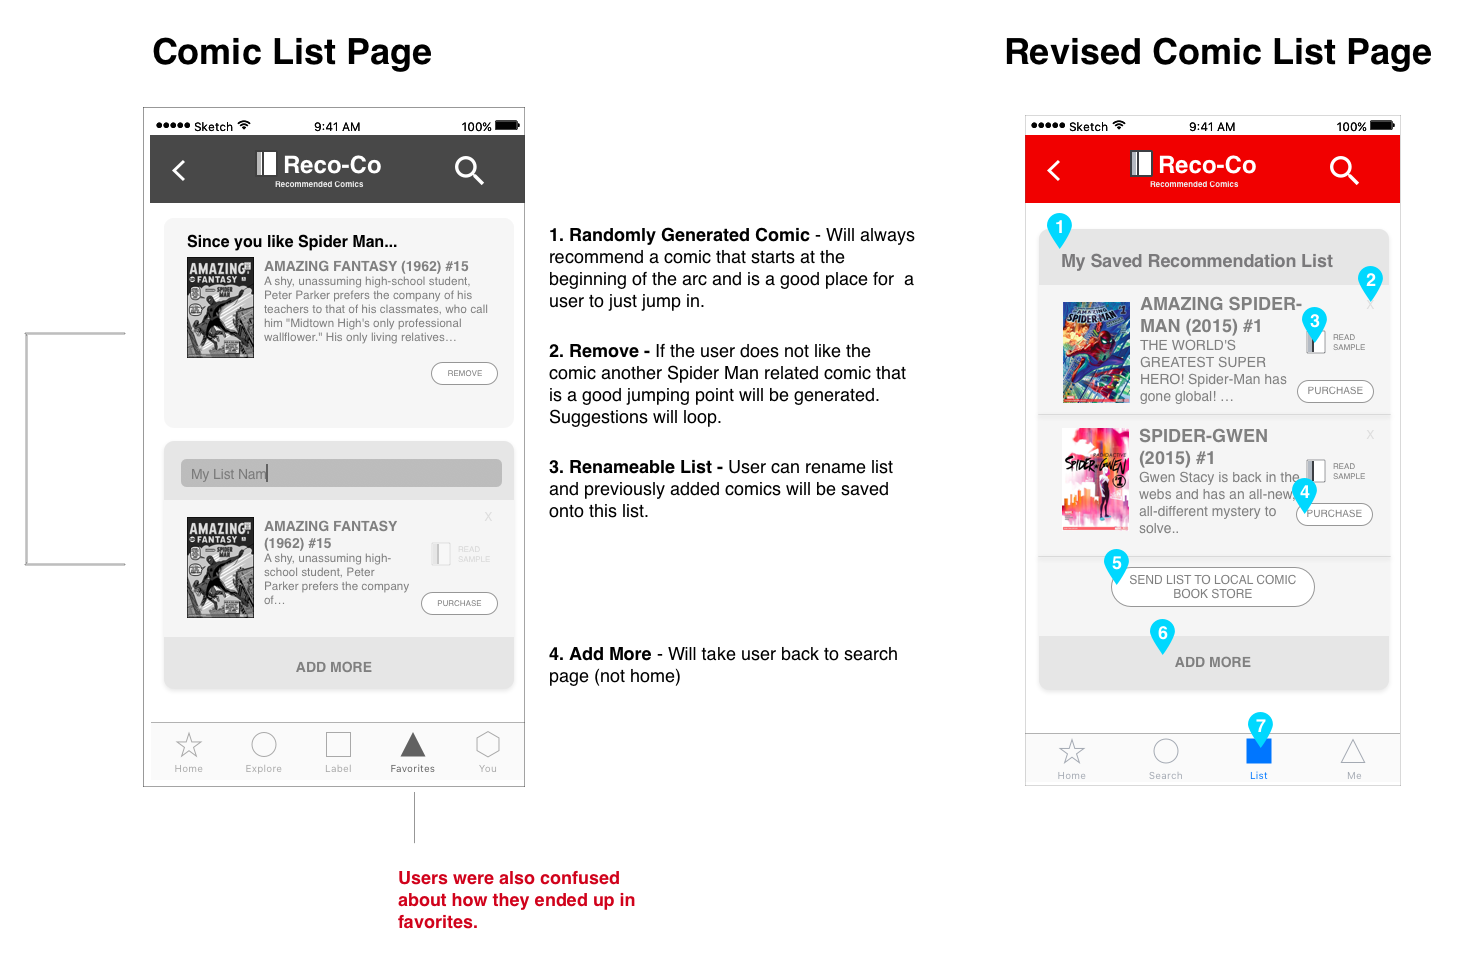 Comic List Page
Revised Comic List Page
Sketch
9:41 AM
100%
Reco-Co
Recommended Comics
Since you like Spider Man...
AMAZING
FANTASY
SPIDER
MAN
AMAZING FANTASY (1962) #15
A shy, unassuming high-school student,
Peter Parker prefers the company of his
teachers to that of his classmates, who call
him "Midtown High's only professional
wallflower." His only living relatives…
REMOVE
My List Nam
AMAZING
FANTASY
SPIDER
MAN
AMAZING FANTASY
(1962) #15
A shy, unassuming high-
school student, Peter
Parker prefers the company
of…
X
READ
SAMPLE
PURCHASE
ADD MORE
Home
Explore
Label
Favorites
You
Users were also confused
about how they ended up in
favorites.
1. Randomly Generated Comic - Will always
recommend a comic that starts at the
beginning of the arc and is a good place for a
user to just jump in.
2. Remove - If the user does not like the
comic another Spider Man related comic that
is a good jumping point will be generated.
Suggestions will loop.
3. Renameable List - User can rename list
and previously added comics will be saved
onto this list.
4. Add More - Will take user back to search
page (not home)
Sketch
9:41 AM
100%
Reco-Co
Recommended Comics
1
My Saved Recommendation List
2
AMAZING
SPIDER-MAN
AMAZING SPIDER-
MAN (2015) #1
THE WORLD'S
GREATEST SUPER
HERO! Spider-Man has
gone global! …
3
READ
SAMPLE
PURCHASE
RADIOACTIVE
SPIDER-GWEN
#1
SPIDER-GWEN
(2015) #1
Gwen Stacy is back in the
webs and has an all-new,
all-different mystery to
solve..
X
READ
SAMPLE
4
PURCHASE
5
SEND LIST TO LOCAL COMIC
BOOK STORE
6
ADD MORE
7
Home
Search
List
Me